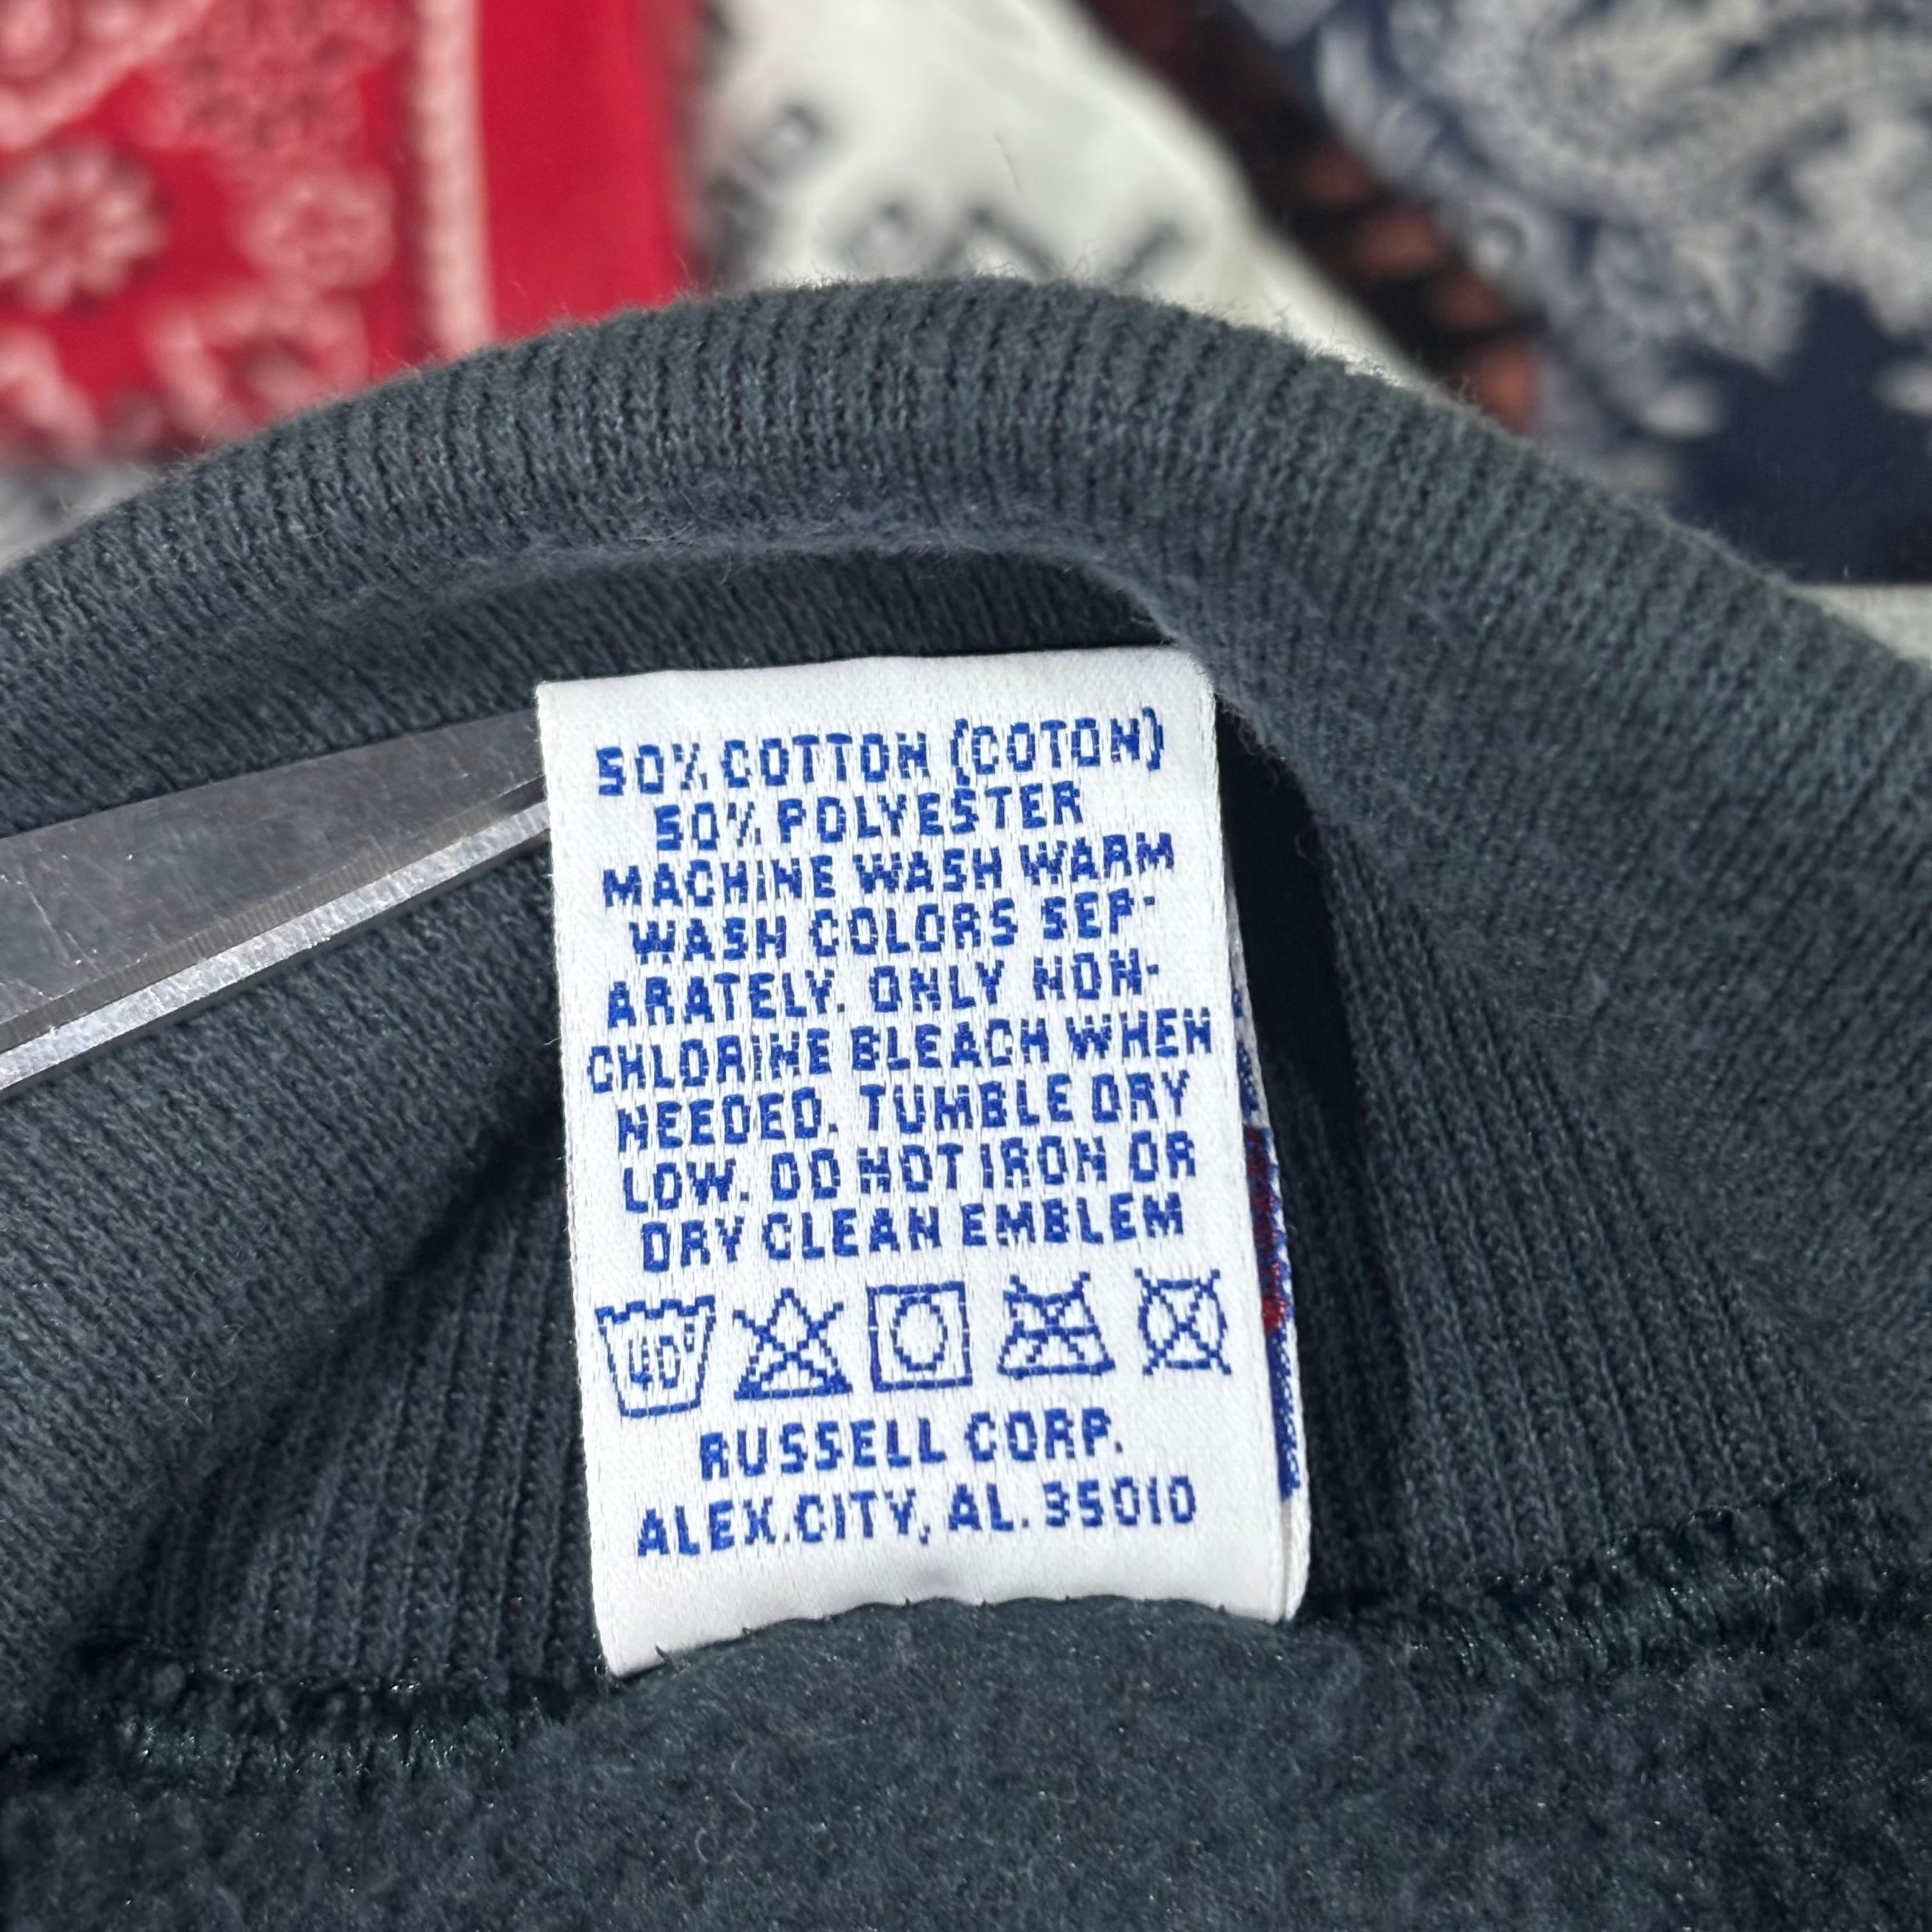 50% COTTON (COTON)
50% POLYESTER
MACHINE WASH WARM
WASH COLORS SEP-
ARATELY. ONLY NON-
CHLORINE BLEACH WHEN
NEEDED. TUMBLE DRY
LOW. DO NOT IRON OR
DRY CLEAN EMBLEM
40°
RUSSELL CORP.
ALEX.CITY, AL. 35010